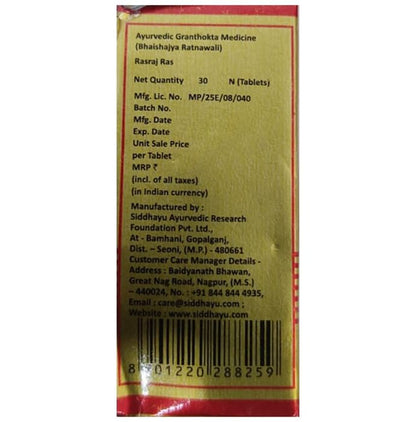 Ayurvedic Granthokta Medicine
(Bhaishajya Ratnawali)
Rasraj Ras
Net Quantity 30 N (Tablets)
Mfg. Lic. No. MP/25E/08/040
Batch No.
Mfg. Date
Exp. Date
Unit Sale Price
per Tablet
MRP ₹
(incl. of all taxes)
(in Indian currency)
Manufactured by :
Siddhayu Ayurvedic Research
Foundation Pvt. Ltd.,
At - Bamhani, Gopalganj,
Dist. – Seoni, (M.P.) - 480661
Customer Care Manager Details -
Address : Baidyanath Bhawan,
Great Nag Road, Nagpur, (M.S.)
– 440024, No. : +91 844 844 4935,
Email : care@siddhayu.com ;
Website : www.siddhayu.com
8 901220 288259